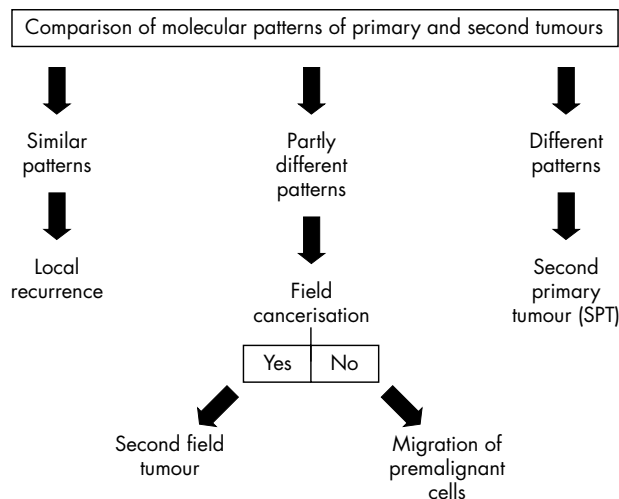 Comparison of molecular patterns of primary and second tumours
Similar
patterns
Partly
different
patterns
Different
patterns
Local
recurrence
Field
cancerisation
Second
primary
tumour (SPT)
Yes
No
Second field
tumour
Migration of
premalignant
cells